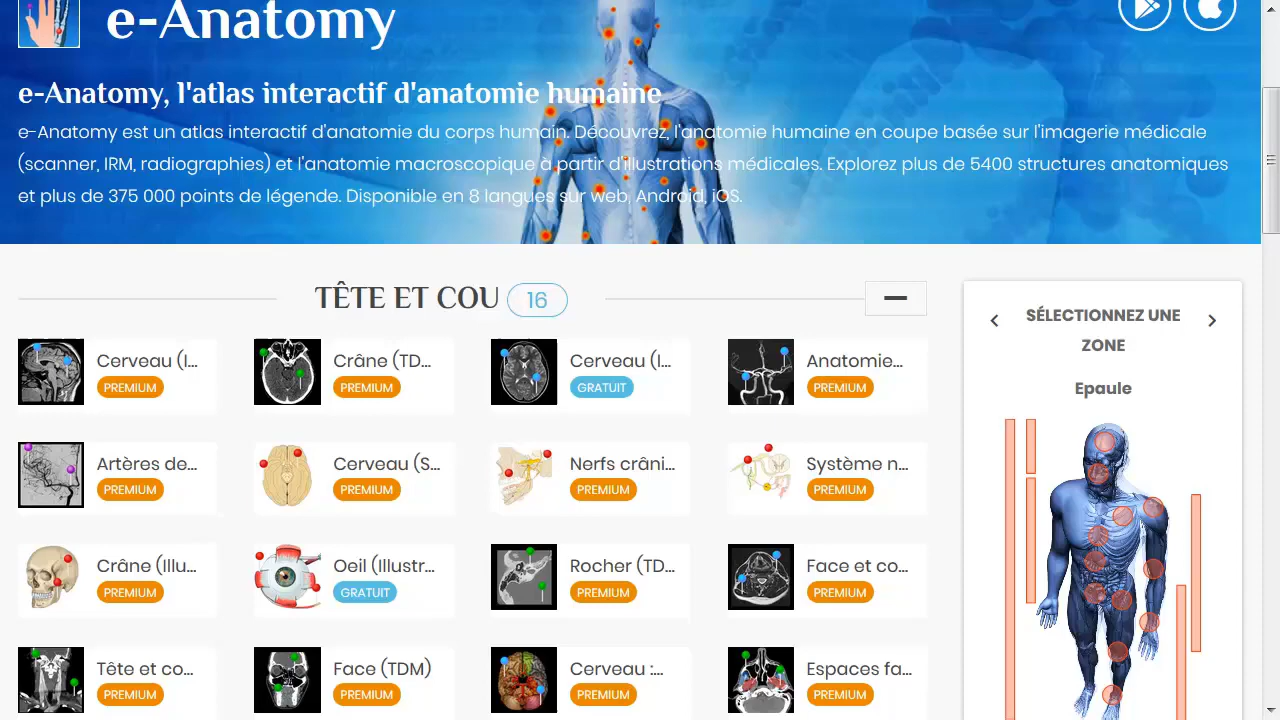 e-Anatomy
e-Anatomy, l'atlas interactif d'anatomie humaine
e-Anatomy est un atlas interactif d'anatomie du corps humain. Découvrez, l'anatomie humaine en coupe basée sur l'imagerie médicale
(scanner, IRM, radiographies) et l'anatomie macroscopique à partir d'illustrations médicales. Explorez plus de 5400 structures anatomiques
et plus de 375 000 points de légende. Disponible en 8 langues sur web, Android, iOS.
TÊTE ET COU 16
Cerveau (I...
PREMIUM
Crâne (TD...
PREMIUM
Cerveau (I...
GRATUIT
Anatomie...
PREMIUM
Artères de...
PREMIUM
Cerveau (S...
PREMIUM
Nerfs crâni...
PREMIUM
Système n...
PREMIUM
Crâne (Illu...
PREMIUM
Oeil (Illustr...
GRATUIT
Rocher (TD...
PREMIUM
Face et co...
PREMIUM
Tête et co...
PREMIUM
Face (TDM)
PREMIUM
Cerveau :...
PREMIUM
Espaces fa...
PREMIUM
SÉLECTIONNEZ UNE
ZONE
Epaule